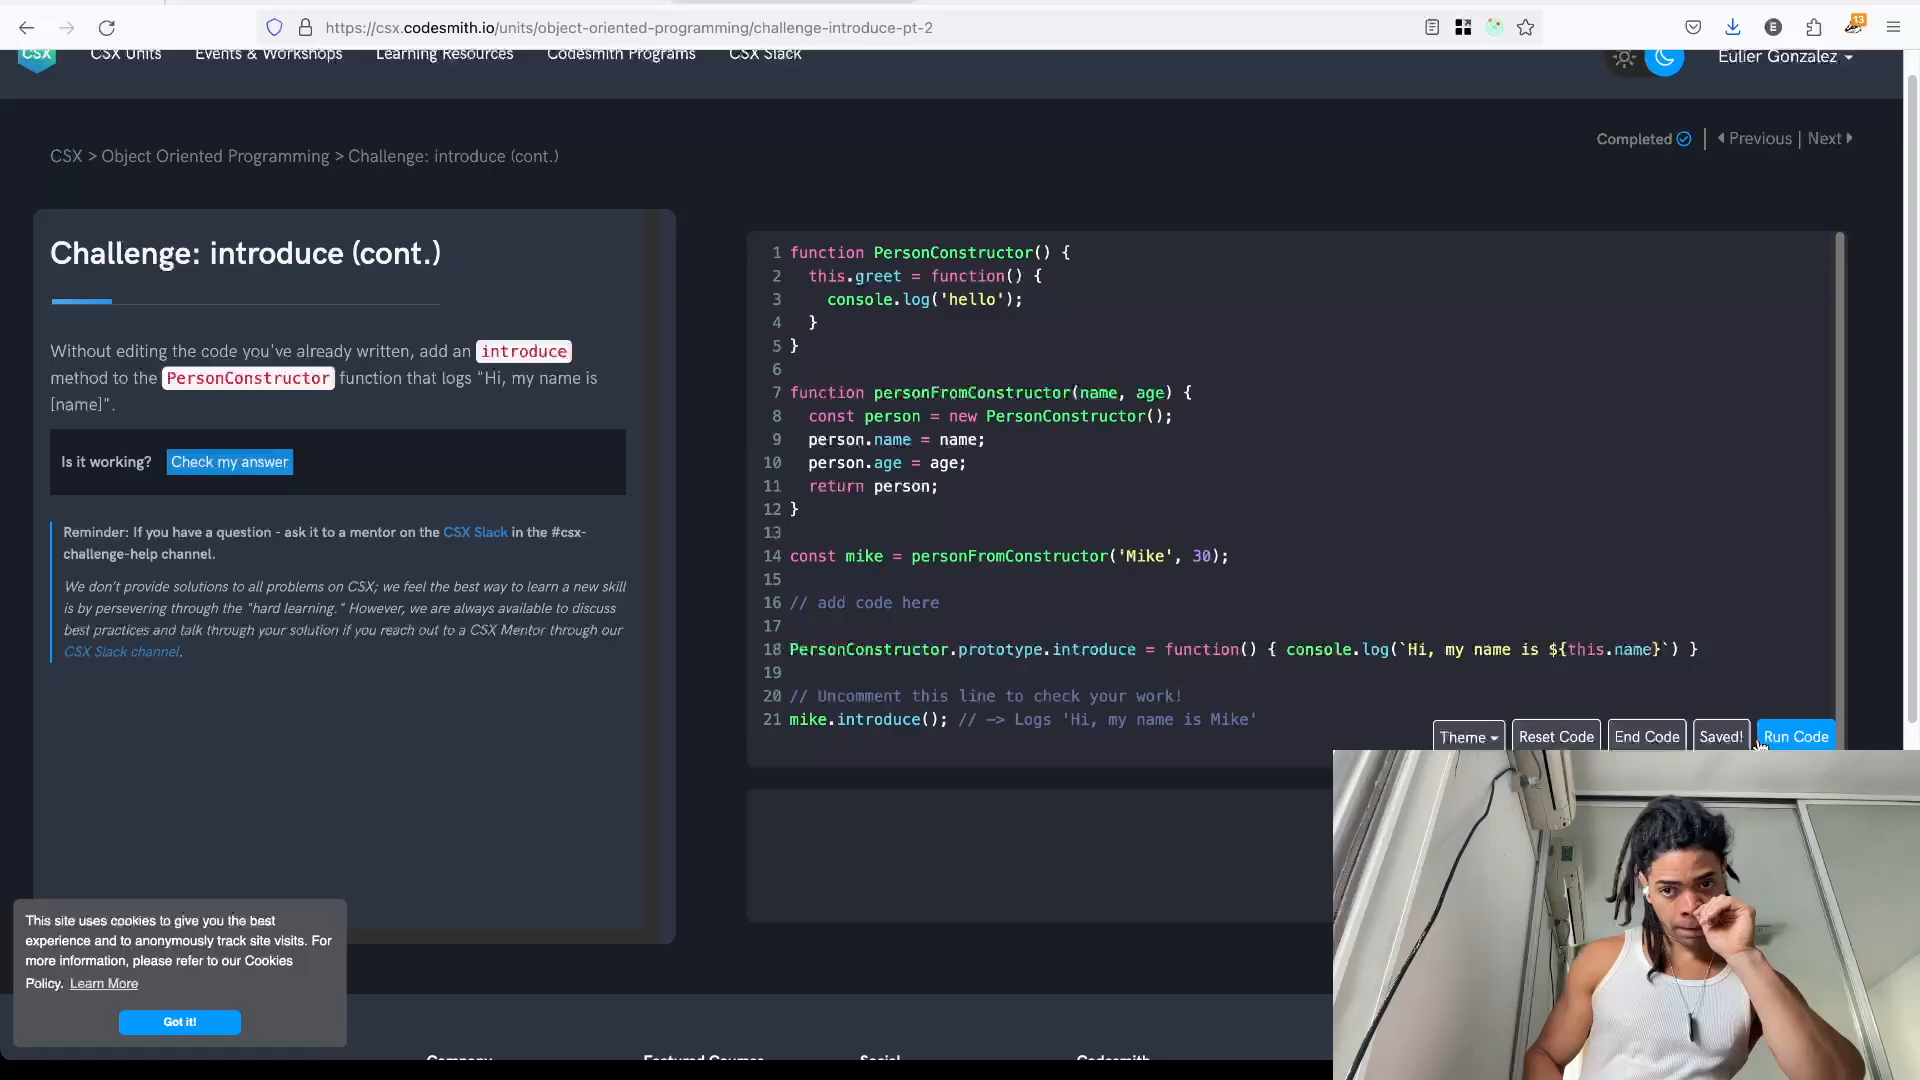 https://csx.codesmith.io/units/object-oriented-programming/challenge-introduce-pt-2
13
CSX
CSX Units
Events & Workshops
Learning Resources
Codesmith Programs
CSX Slack
Eulier Gonzalez
CSX > Object Oriented Programming > Challenge: introduce (cont.)
Completed
Previous | Next
Challenge: introduce (cont.)
Without editing the code you've already written, add an introduce
method to the PersonConstructor function that logs "Hi, my name is
[name]".
Is it working? Check my answer
Reminder: If you have a question - ask it to a mentor on the CSX Slack in the #csx-
challenge-help channel.
We don't provide solutions to all problems on CSX; we feel the best way to learn a new skill
is by persevering through the "hard learning." However, we are always available to discuss
best practices and talk through your solution if you reach out to a CSX Mentor through our
CSX Slack channel.
1 function PersonConstructor() {
2 this.greet = function() {
3 console.log('hello');
4 }
5 }
6
7 function personFromConstructor(name, age) {
8 const person = new PersonConstructor();
9 person.name = name;
10 person.age = age;
11 return person;
12 }
13
14 const mike = personFromConstructor('Mike', 30);
15
16 // add code here
17
18 PersonConstructor.prototype.introduce = function() { console.log(`Hi, my name is ${this.name}`) }
19
20 // Uncomment this line to check your work!
21 mike.introduce(); // -> Logs 'Hi, my name is Mike'
Theme
Reset Code
End Code
Saved!
Run Code
This site uses cookies to give you the best
experience and to anonymously track site visits. For
more information, please refer to our Cookies
Policy. Learn More
Got it!
Company
Featured Courses
Social
Codesmith